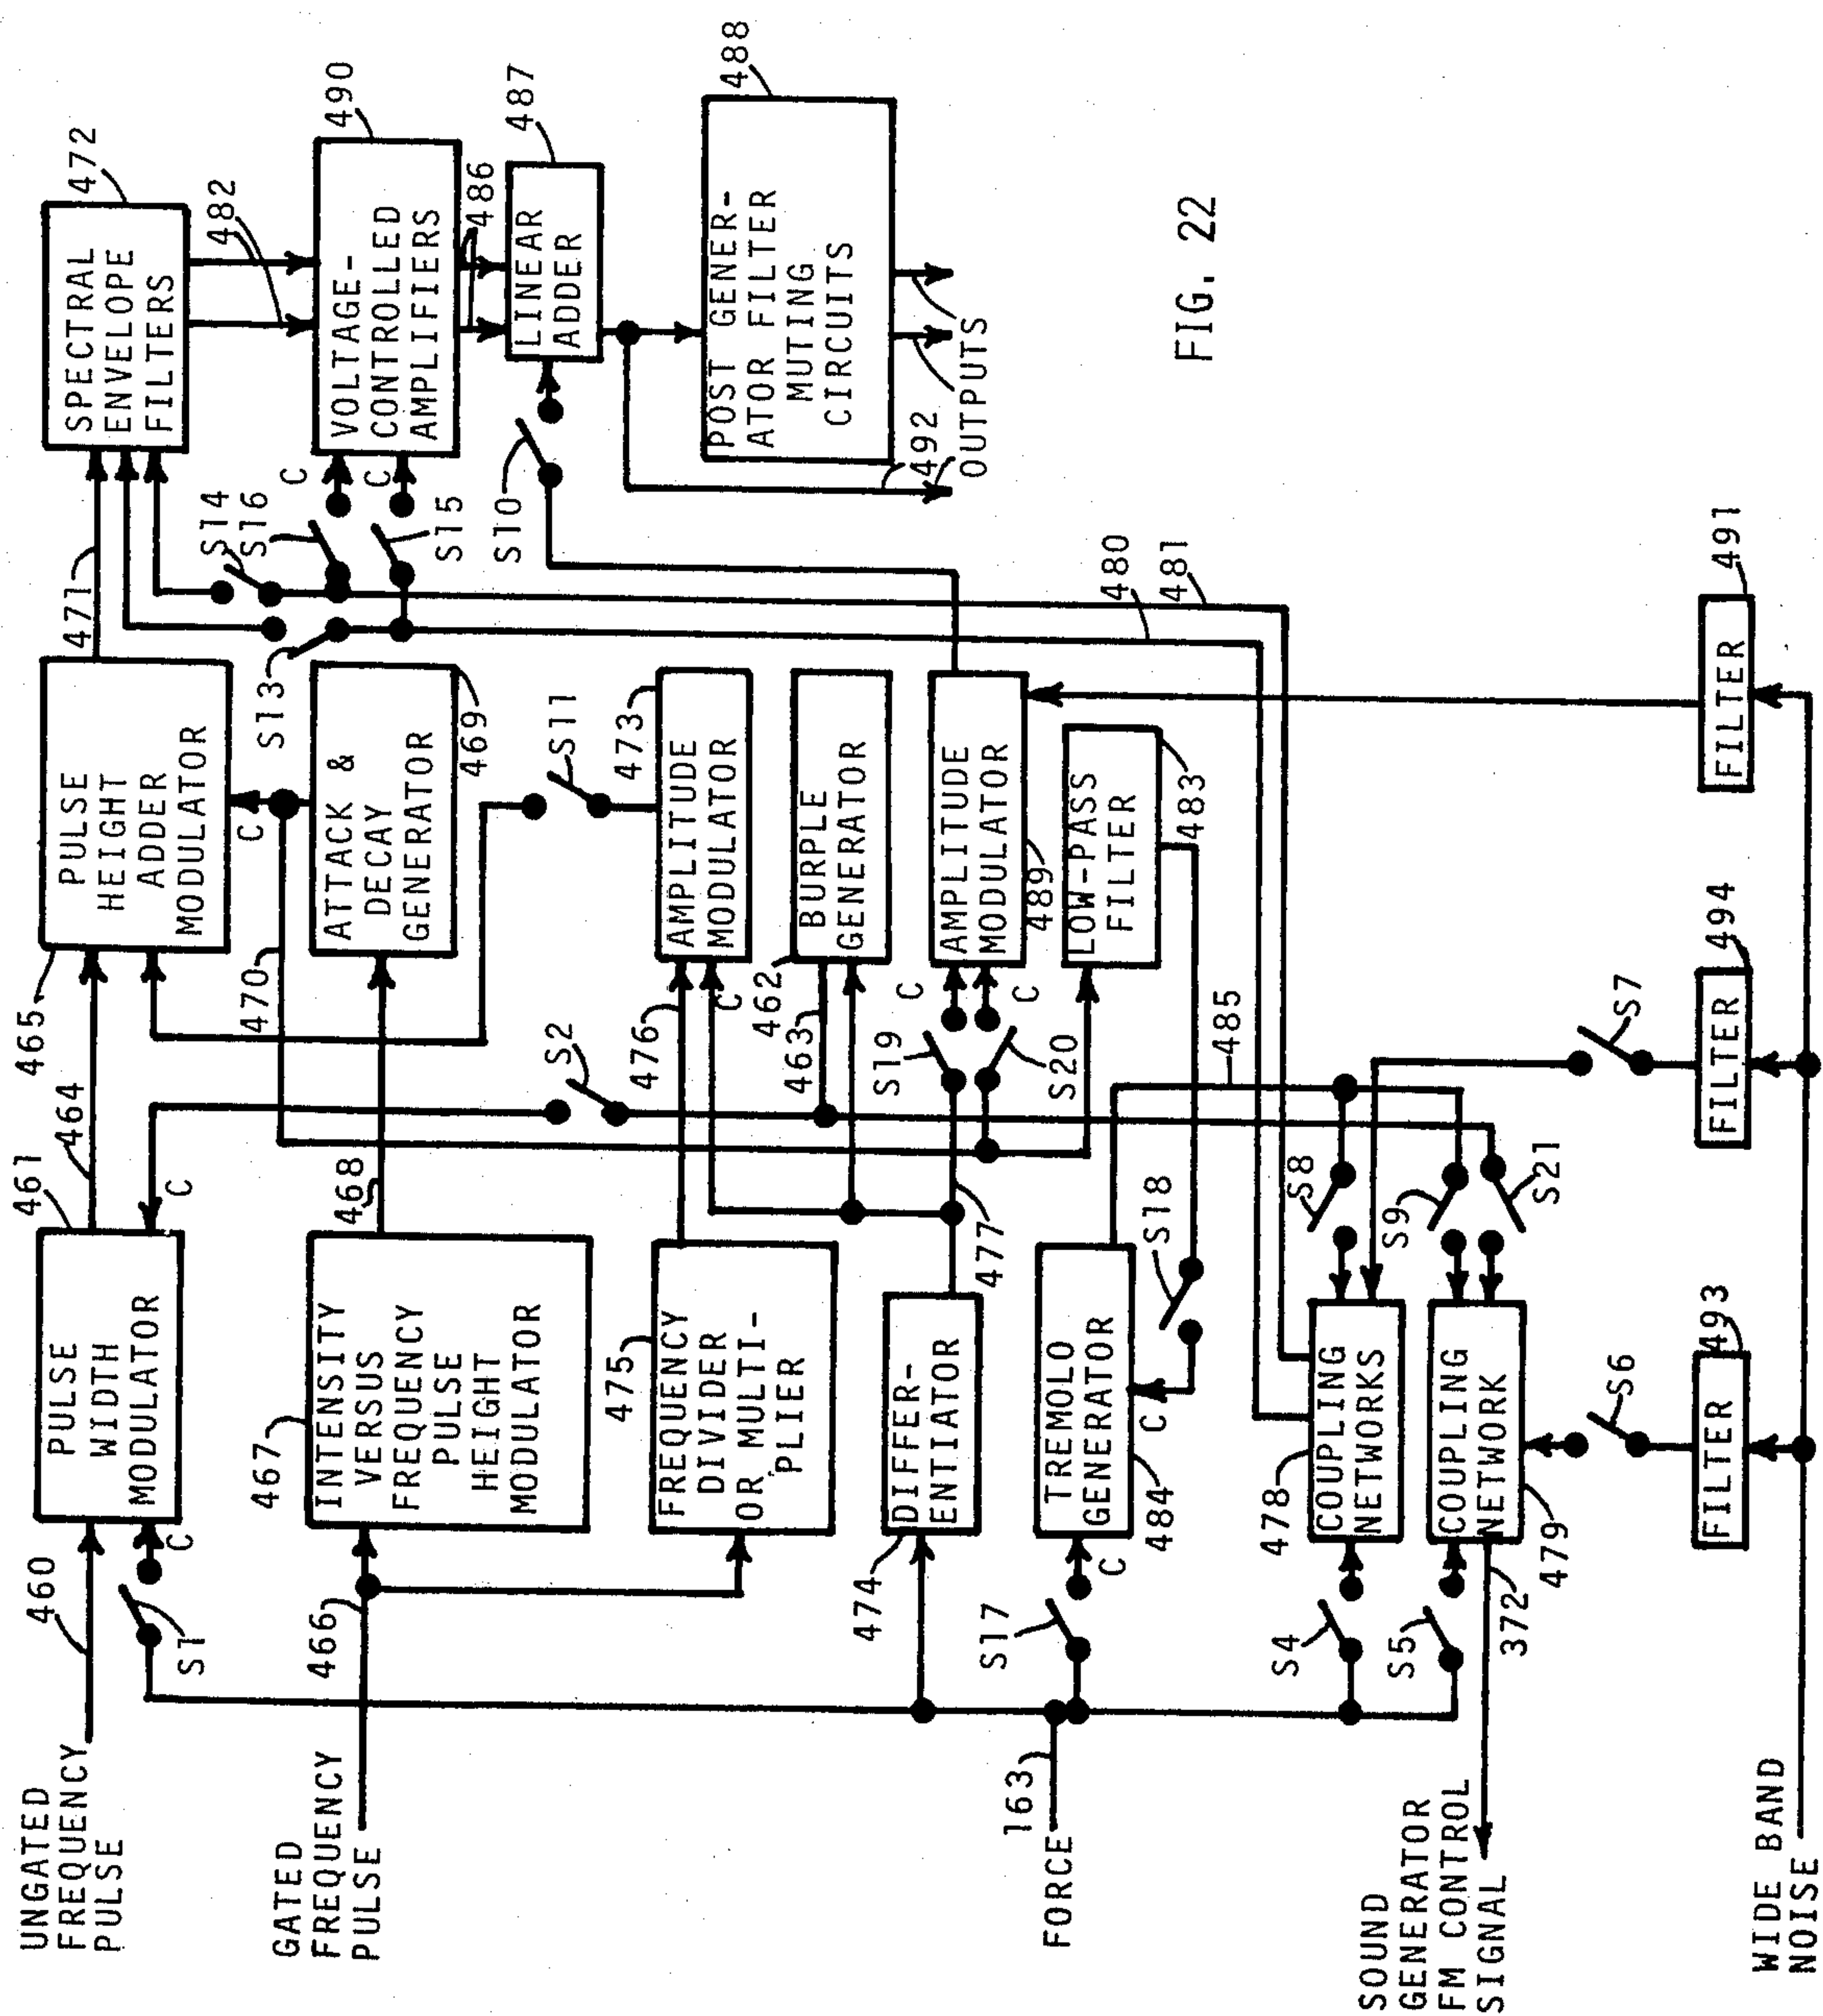 UNGATED
FREQUENCY
PULSE
460
S1
C
PULSE
WIDTH
MODULATOR
461
C
464
465
PULSE
HEIGHT
ADDER
MODULATOR
C
471
SPECTRAL
ENVELOPE
FILTERS
472
482
GATED
FREQUENCY
PULSE
466
467
INTENSITY
VERSUS
FREQUENCY
PULSE
HEIGHT
MODULATOR
468
470
ATTACK &
DECAY
GENERATOR
469
S13
S14
S16
C
C
S15
VOLTAGE-
CONTROLLED
AMPLIFIERS
490
486
475
FREQUENCY
DIVIDER
OR MULTI-
PLIER
S2
476
C
AMPLITUDE
MODULATOR
473
S11
S10
LINEAR
ADDER
487
462
463
BURPLE
GENERATOR
POST GENER-
ATOR FILTER
MUTING
CIRCUITS
488
492
OUTPUTS
474
DIFFER-
ENTIATOR
477
S19
S20
C
C
AMPLITUDE
MODULATOR
489
FORCE
163
S17
C
TREMOLO
GENERATOR
484
C
S18
LOW-PASS
FILTER
483
485
480
481
S4
S5
478
COUPLING
NETWORKS
S8
S9
S21
COUPLING
NETWORK
479
372
SOUND
GENERATOR
FM CONTROL
SIGNAL
S6
S7
FILTER
493
FILTER
494
FILTER
491
WIDE BAND
NOISE
FIG. 22